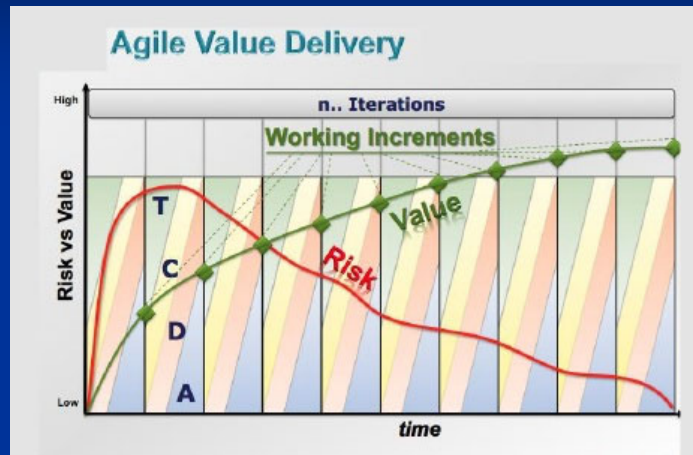 Agile Value Delivery
High
n.. Iterations
Working Increments
T
Value
Risk vs Value
C
Risk
D
A
Low
time